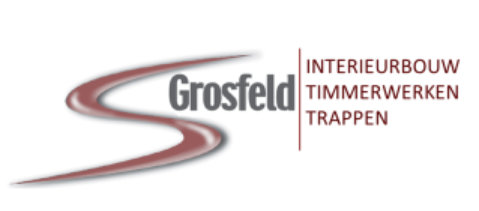 Grosfeld
INTERIEURBOUW
TIMMERWERKEN
TRAPPEN